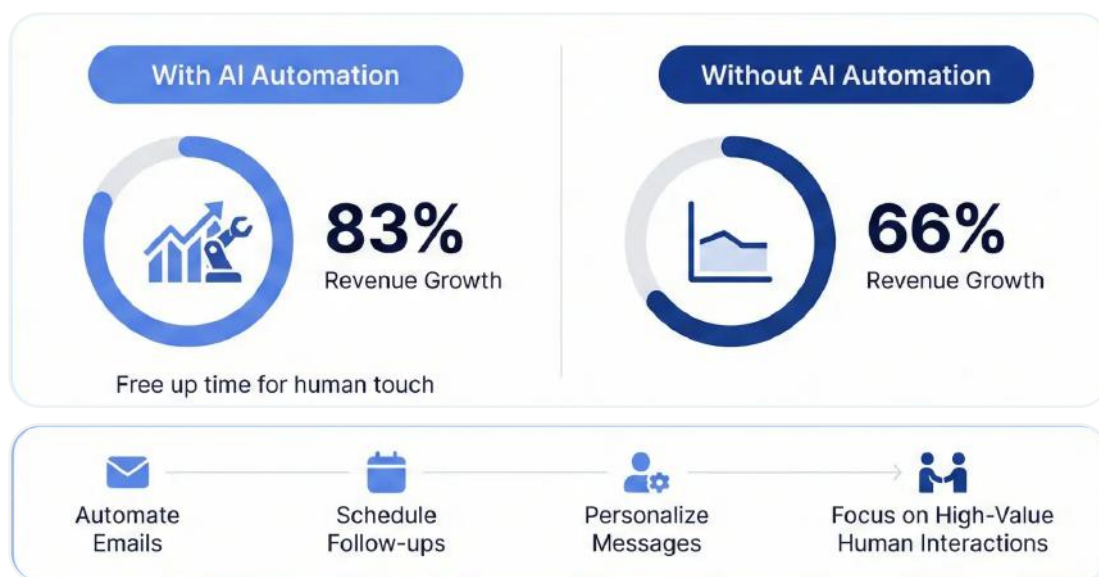 With AI Automation
83%
Revenue Growth
Free up time for human touch
Without AI Automation
66%
Revenue Growth
Automate
Emails
Schedule
Follow-ups
Personalize
Messages
Focus on High-Value
Human Interactions